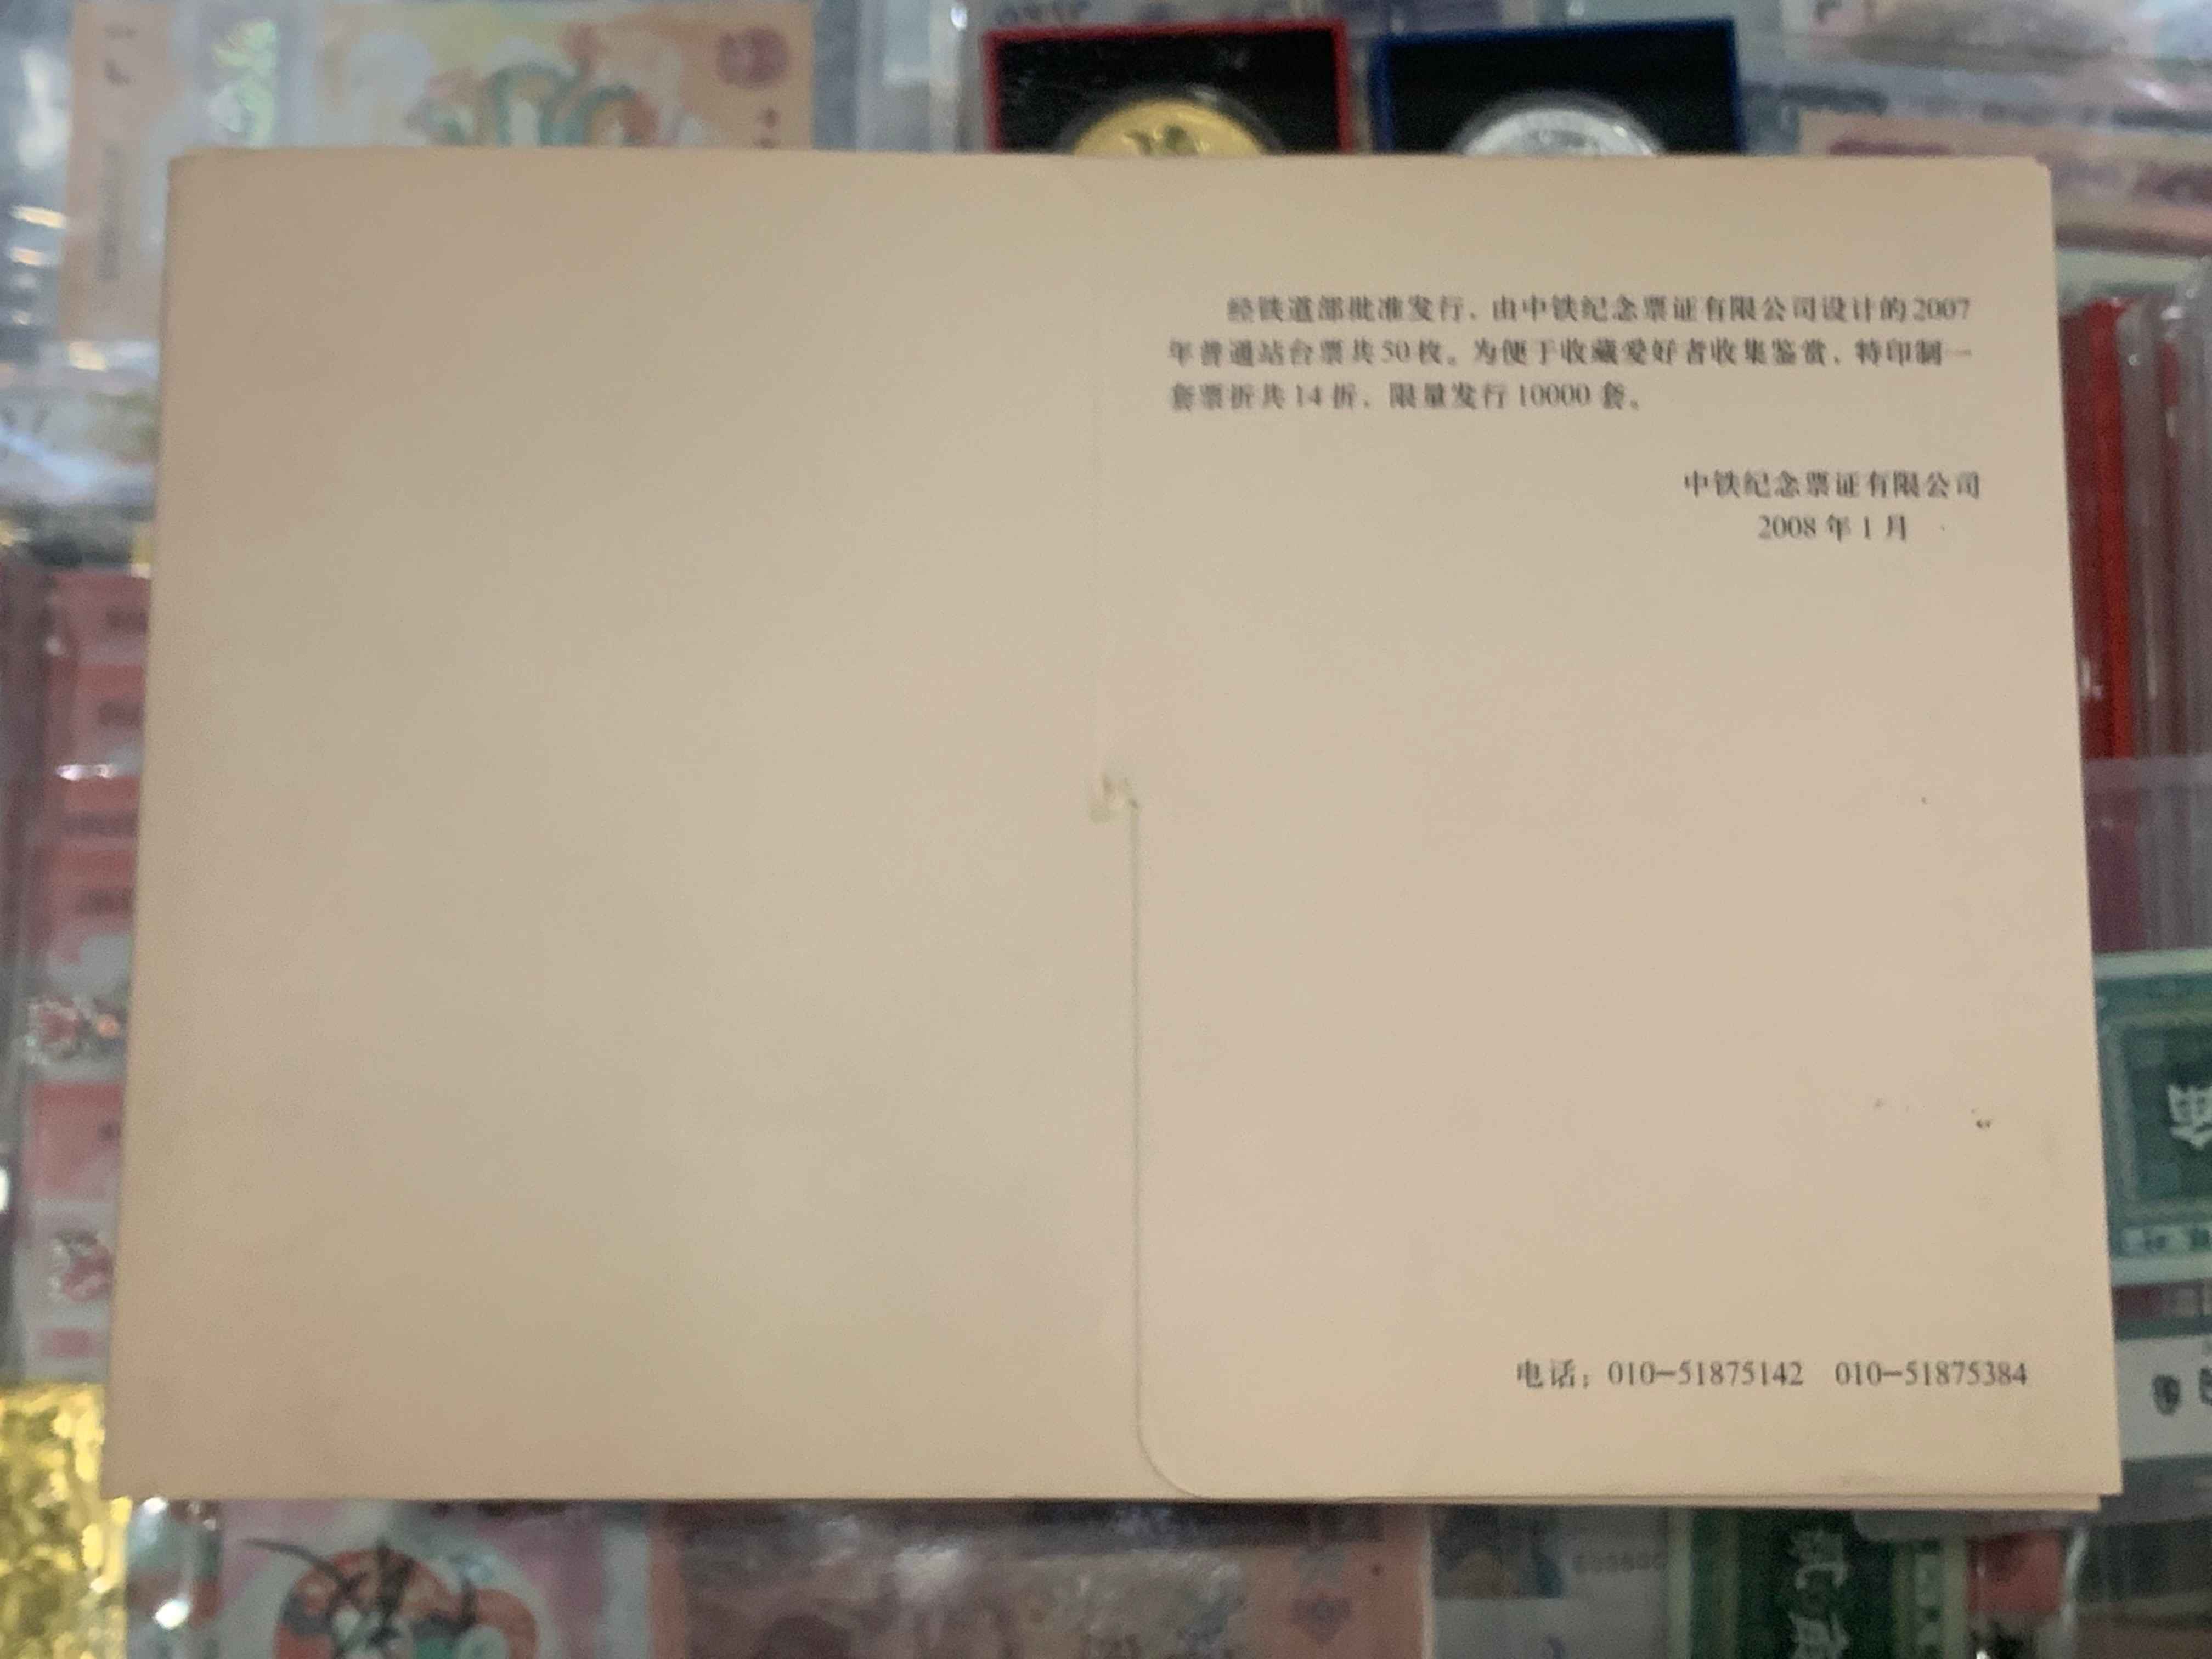 经铁道部批准发行，由中铁纪念票证有限公司设计的2007
年普通站台票共50枚。为便于收藏爱好者收集鉴赏，特印制一
套票折共14折，限量发行10000套。
中铁纪念票证有限公司
2008年1月
电话：010-51875142 010-51875384